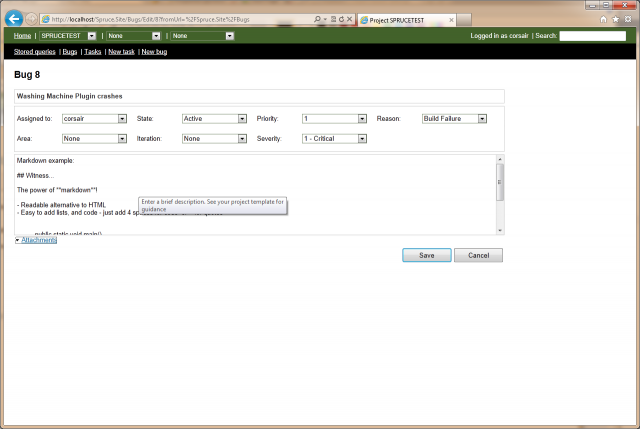 http://localhost/Spruce.Site/Bugs/Edit/8?fromUrl=%2FSpruce.Site%2FBugs
Project SPRUCETEST
Home | SPRUCETEST | None | None
Logged in as corsair | Search:
Stored queries | Bugs | Tasks | New task | New bug
Bug 8
Washing Machine Plugin crashes
Assigned to: corsair State: Active Priority: 1 Reason: Build Failure
Area: None Iteration: None Severity: 1 - Critical
Markdown example:
## Witness...
The power of **markdown**!
- Readable alternative to HTML
- Easy to add lists, and code - just add 4
Enter a brief description. See your project template for
guidance
public static void main()
Attachments
Save Cancel